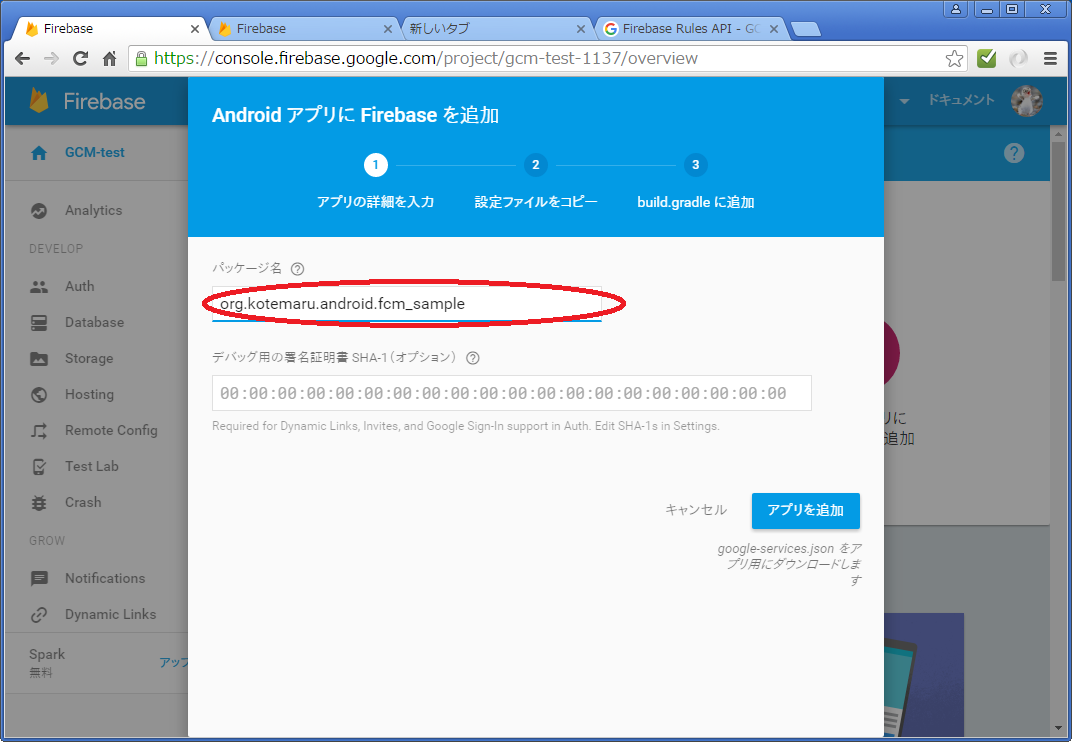 Firebase
Firebase
新しいタブ
Firebase Rules API - GC
https://console.firebase.google.com/project/gcm-test-1137/overview
Firebase
ドキュメント
GCM-test
Analytics
DEVELOP
Auth
Database
Storage
Hosting
Remote Config
Test Lab
Crash
GROW
Notifications
Dynamic Links
Spark
無料
アップ
Android アプリに Firebase を追加
1
2
3
アプリの詳細を入力
設定ファイルをコピー
build.gradle に追加
パッケージ名
org.kotemaru.android.fcm_sample
デバッグ用の署名証明書 SHA-1（オプション）
00:00:00:00:00:00:00:00:00:00:00:00:00:00:00:00:00:00:00:00
Required for Dynamic Links, Invites, and Google Sign-In support in Auth. Edit SHA-1s in Settings.
キャンセル
アプリを追加
google-services.json をア
プリ用にダウンロードしま
す
リに
追加